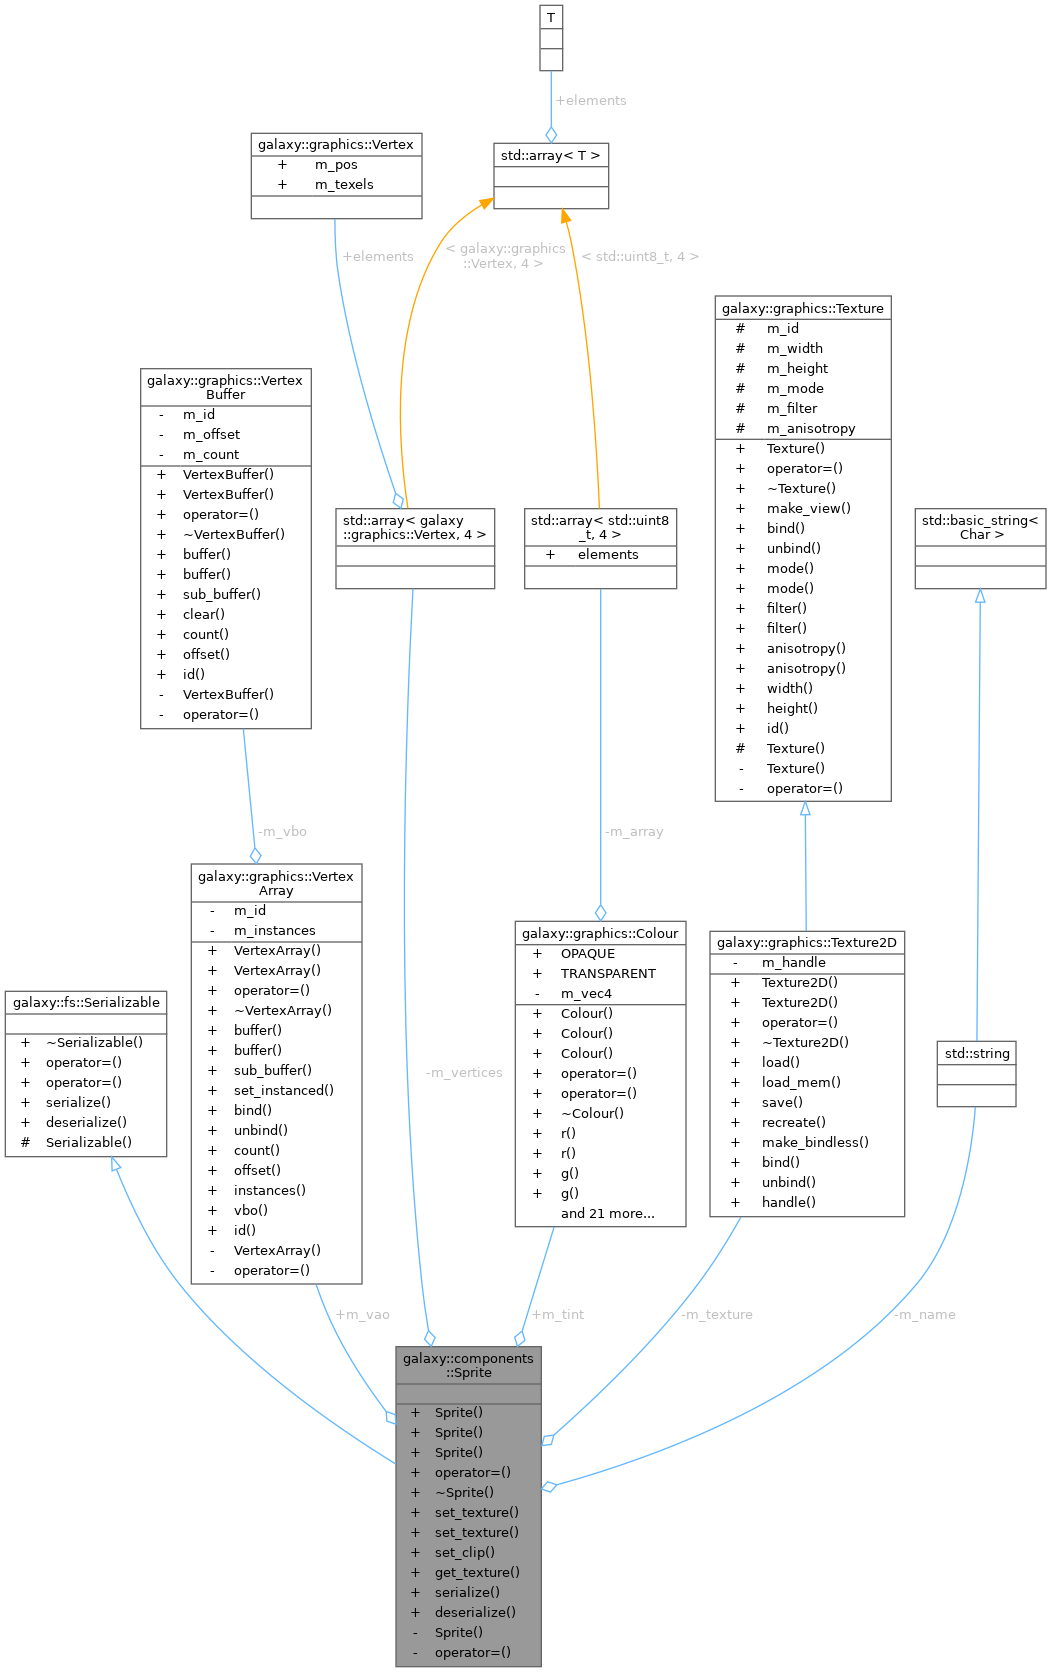 T
+elements
galaxy::graphics::Vertex
+ m_pos
+ m_texels
std::array< T >
+elements
< galaxy::graphics
::Vertex, 4 >
< std::uint8_t, 4 >
galaxy::graphics::Texture
# m_id
# m_width
# m_height
# m_mode
# m_filter
# m_anisotropy
+ Texture()
+ operator=()
+ ~Texture()
+ make_view()
+ bind()
+ unbind()
+ mode()
+ mode()
+ filter()
+ filter()
+ anisotropy()
+ anisotropy()
+ width()
+ height()
+ id()
# Texture()
- Texture()
- operator=()
galaxy::graphics::Vertex
Buffer
- m_id
- m_offset
- m_count
+ VertexBuffer()
+ VertexBuffer()
+ operator=()
+ ~VertexBuffer()
+ buffer()
+ buffer()
+ sub_buffer()
+ clear()
+ count()
+ offset()
+ id()
- VertexBuffer()
- operator=()
std::array< galaxy
::graphics::Vertex, 4 >
std::array< std::uint8
_t, 4 >
+ elements
std::basic_string<
Char >
-m_vbo
-m_array
galaxy::graphics::Vertex
Array
- m_id
- m_instances
+ VertexArray()
+ VertexArray()
+ operator=()
+ ~VertexArray()
+ buffer()
+ buffer()
+ sub_buffer()
+ set_instanced()
+ bind()
+ unbind()
+ count()
+ offset()
+ instances()
+ vbo()
+ id()
- VertexArray()
- operator=()
galaxy::graphics::Colour
+ OPAQUE
+ TRANSPARENT
- m_vec4
+ Colour()
+ Colour()
+ Colour()
+ operator=()
+ operator=()
+ ~Colour()
+ r()
+ r()
+ g()
+ g()
and 21 more...
galaxy::graphics::Texture2D
- m_handle
+ Texture2D()
+ Texture2D()
+ operator=()
+ ~Texture2D()
+ load()
+ load_mem()
+ save()
+ recreate()
+ make_bindless()
+ bind()
+ unbind()
+ handle()
galaxy::fs::Serializable
+ ~Serializable()
+ operator=()
+ operator=()
+ serialize()
+ deserialize()
# Serializable()
std::string
-m_vertices
+m_vao
+m_tint
-m_texture
-m_name
galaxy::components
::Sprite
+ Sprite()
+ Sprite()
+ Sprite()
+ operator=()
+ ~Sprite()
+ set_texture()
+ set_texture()
+ set_clip()
+ get_texture()
+ serialize()
+ deserialize()
- Sprite()
- operator=()